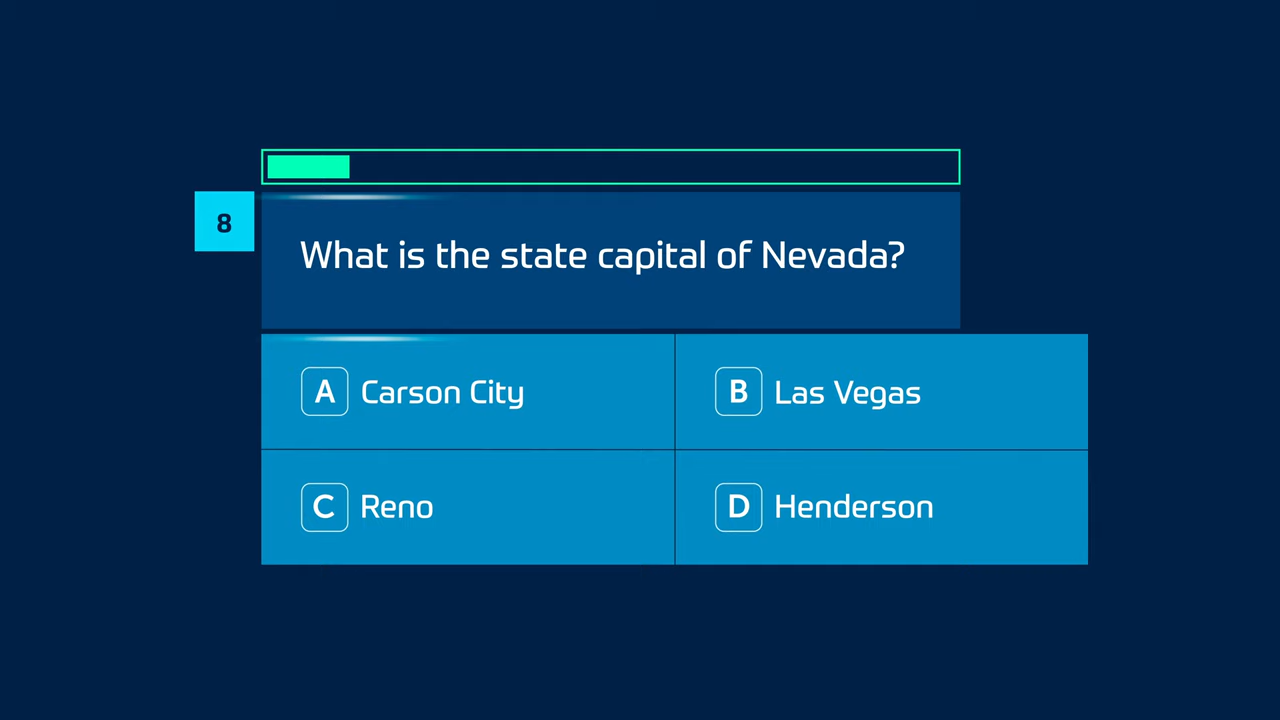 8
What is the state capital of Nevada?
A Carson City
B Las Vegas
C Reno
D Henderson